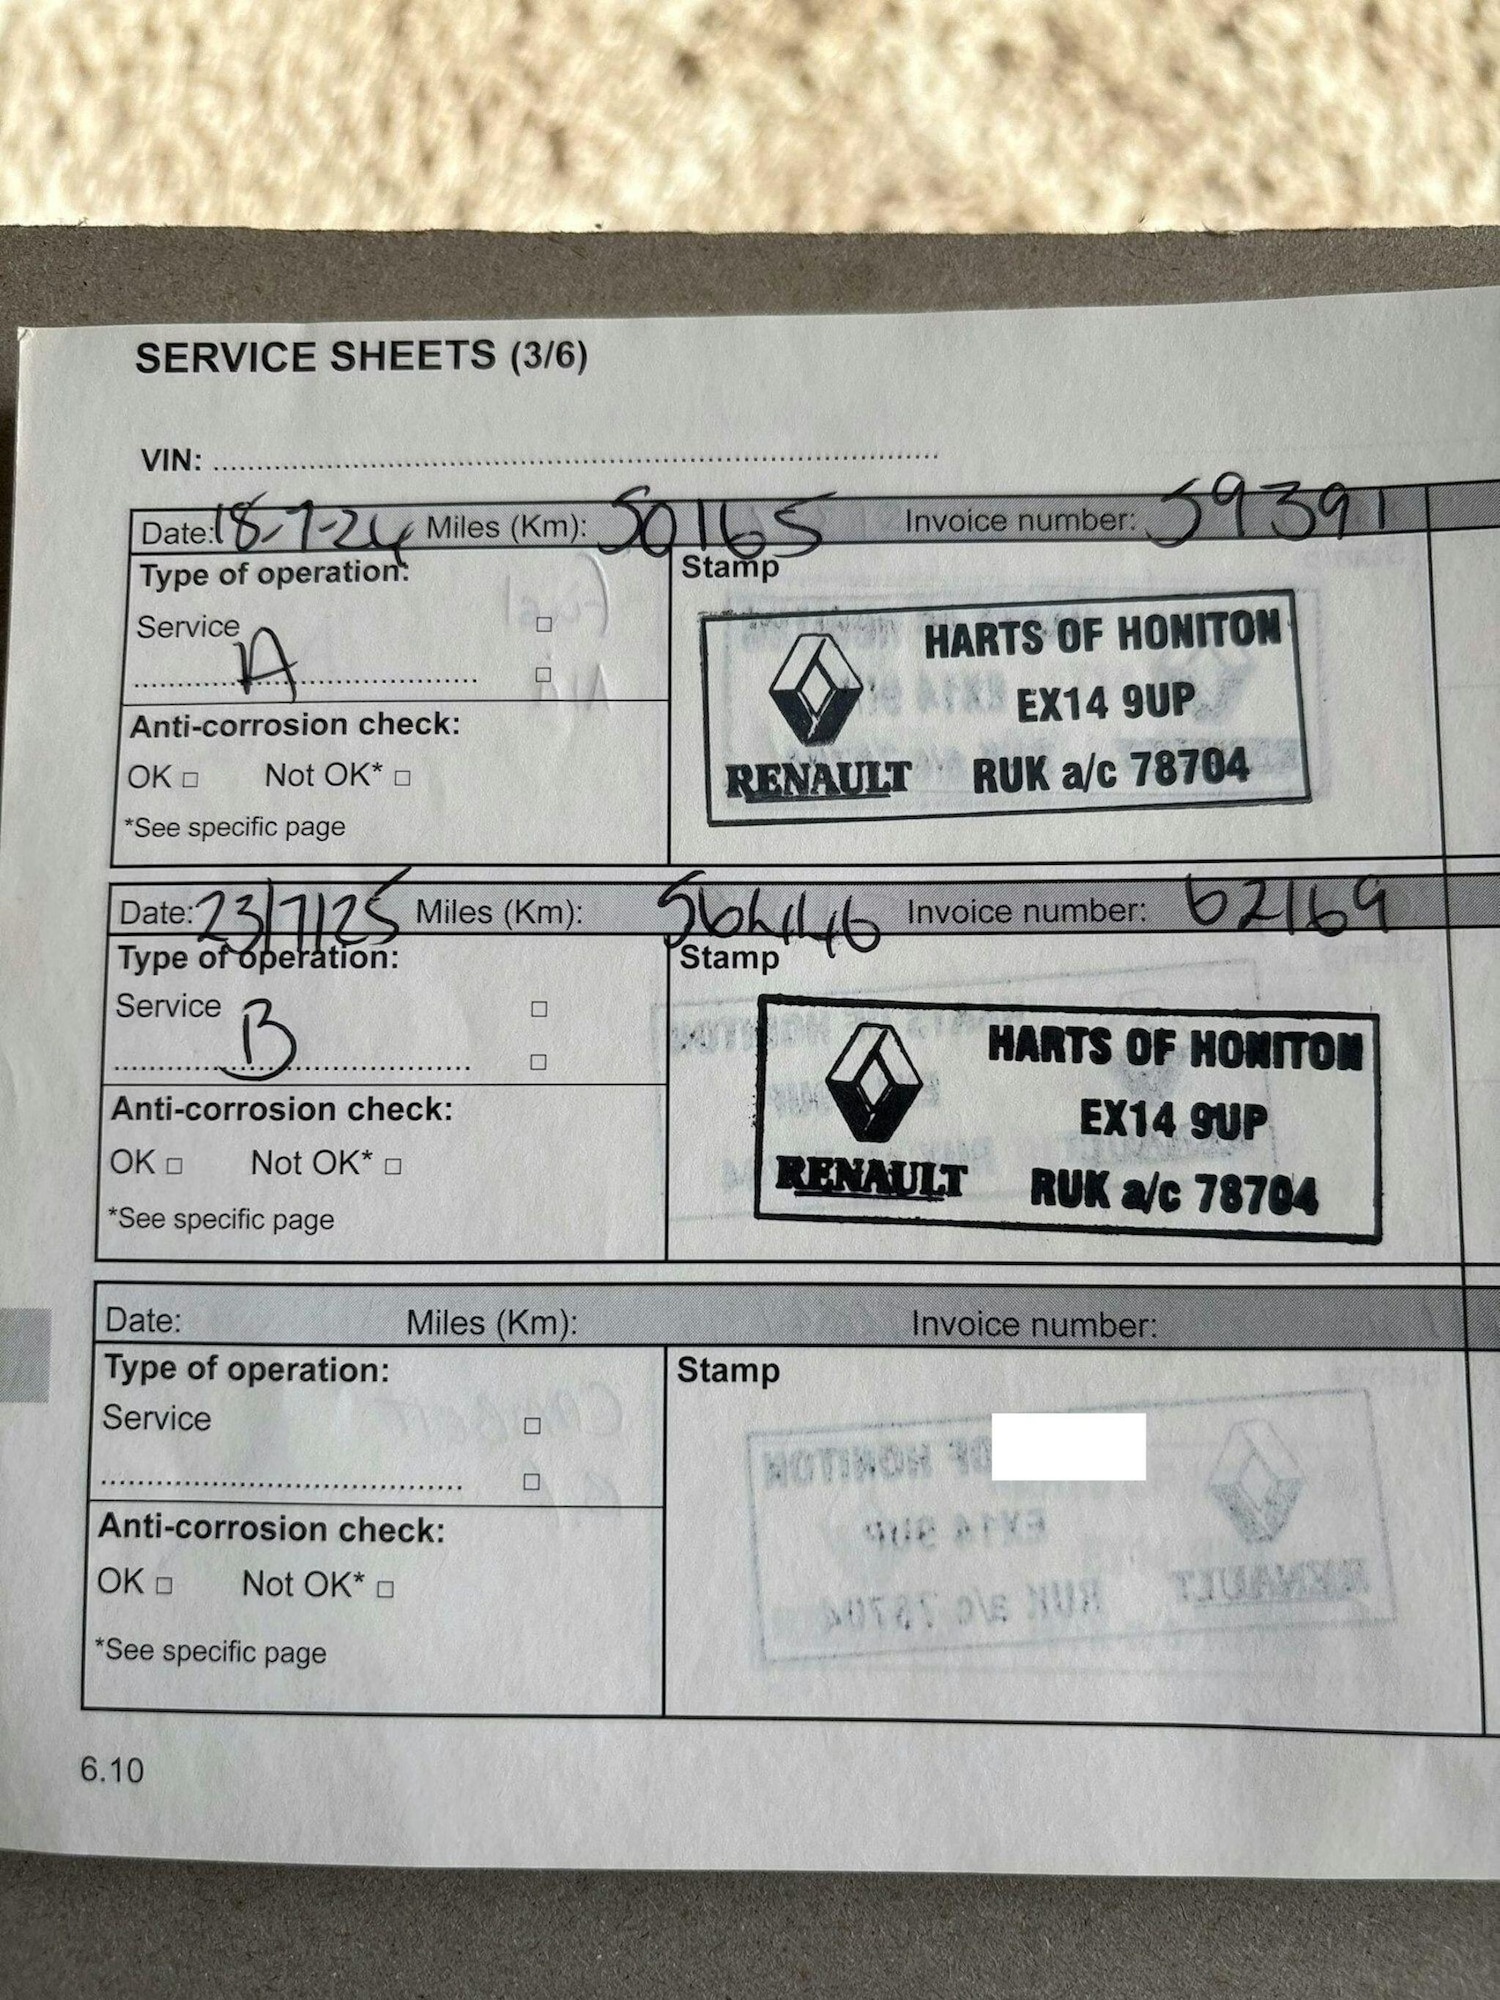 SERVICE SHEETS (3/6)
VIN:
Date: 18-7-24 Miles (Km): 50165 Invoice number: 59391
Type of operation:
Service
A
Anti-corrosion check:
OK Not OK*
*See specific page
Stamp
HARTS OF HONITON
EX14 9UP
RENAULT RUK a/c 78704
Date: 23/7/25 Miles (Km): 56446 Invoice number: 62169
Type of operation:
Service
B
Anti-corrosion check:
OK Not OK*
*See specific page
Stamp
HARTS OF HONITON
EX14 9UP
RENAULT RUK a/c 78704
Date: Miles (Km): Invoice number:
Type of operation:
Service
Anti-corrosion check:
OK Not OK*
*See specific page
Stamp
6.10